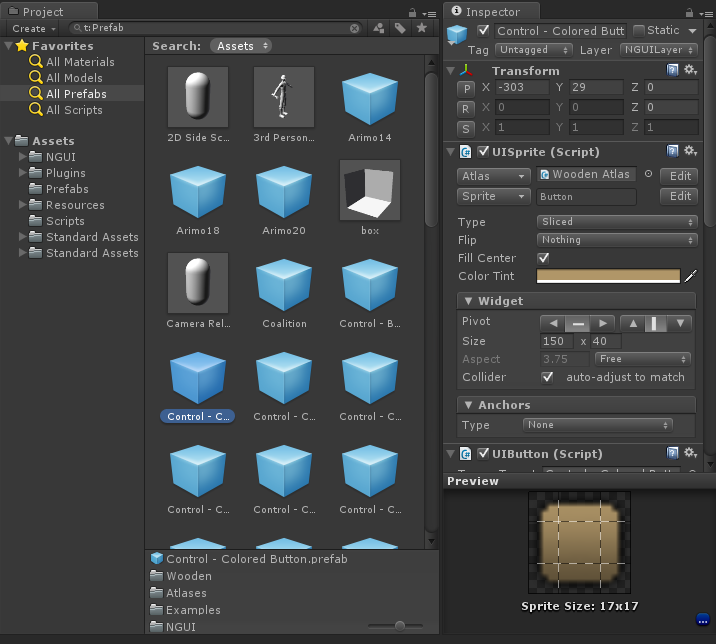 Project
Create
t:Prefab
Favorites
All Materials
All Models
All Prefabs
All Scripts
Assets
NGUI
Plugins
Prefabs
Resources
Scripts
Standard Assets
Standard Assets
Search: Assets
2D Side Sc...
3rd Person...
Arimo14
Arimo18
Arimo20
box
Camera Rel...
Coalition
Control - B...
Control - C...
Control - C...
Control - C...
Control - C...
Control - C...
Control - C...
Control - Colored Button.prefab
Wooden
Atlases
Examples
NGUI
Inspector
Control - Colored Butt
Static
Tag Untagged Layer NGUILayer
Transform
P X -303 Y 29 Z 0
R X 0 Y 0 Z 0
S X 1 Y 1 Z 1
UISprite (Script)
Atlas Wooden Atlas Edit
Sprite Button Edit
Type Sliced
Flip Nothing
Fill Center
Color Tint
Widget
Pivot
Size 150 x 40
Aspect 3.75 Free
Collider auto-adjust to match
Anchors
Type None
UIButton (Script)
Preview
Sprite Size: 17x17